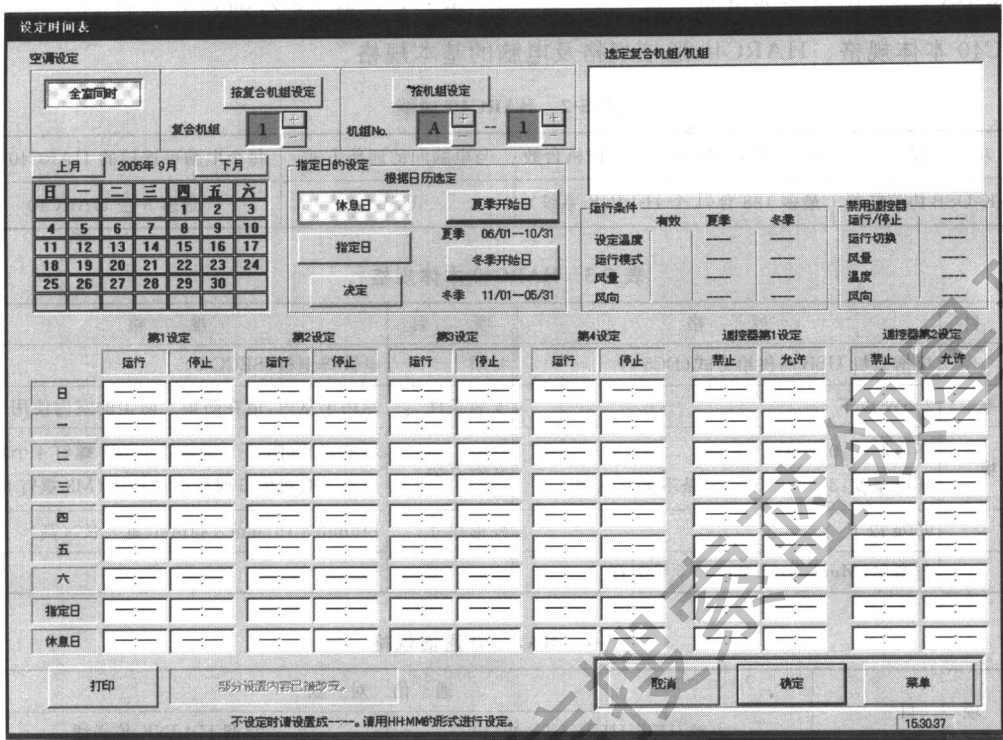 设定时间表
空调设定
选定复合机组/机组
全室同时
按复合机组设定
按机组设定
复合机组 1 + -
机组No. A + - -- 1 + -
上月 2005年 9月 下月
日 一 二 三 四 五 六
1 2 3
4 5 6 7 8 9 10
11 12 13 14 15 16 17
18 19 20 21 22 23 24
25 26 27 28 29 30
指定日的设定
根据日历选定
休息日
夏季开始日
夏季 06/01--10/31
指定日
冬季开始日
决定
冬季 11/01--05/31
运行条件
有效 夏季 冬季
设定温度 ---- ----
运行模式 ---- ----
风量 ---- ----
风向 ---- ----
禁用遥控器
运行/停止 ----
运行切换 ----
风量 ----
温度 ----
风向 ----
第1设定 第2设定 第3设定 第4设定 遥控器第1设定 遥控器第2设定
运行 停止 运行 停止 运行 停止 运行 停止 禁止 允许 禁止 允许
日 --:-- --:-- --:-- --:-- --:-- --:-- --:-- --:-- --:-- --:-- --:-- --:--
一 --:-- --:-- --:-- --:-- --:-- --:-- --:-- --:-- --:-- --:-- --:-- --:--
二 --:-- --:-- --:-- --:-- --:-- --:-- --:-- --:-- --:-- --:-- --:-- --:--
三 --:-- --:-- --:-- --:-- --:-- --:-- --:-- --:-- --:-- --:-- --:-- --:--
四 --:-- --:-- --:-- --:-- --:-- --:-- --:-- --:-- --:-- --:-- --:-- --:--
五 --:-- --:-- --:-- --:-- --:-- --:-- --:-- --:-- --:-- --:-- --:-- --:--
六 --:-- --:-- --:-- --:-- --:-- --:-- --:-- --:-- --:-- --:-- --:-- --:--
指定日 --:-- --:-- --:-- --:-- --:-- --:-- --:-- --:-- --:-- --:-- --:-- --:--
休息日 --:-- --:-- --:-- --:-- --:-- --:-- --:-- --:-- --:-- --:-- --:-- --:--
打印
部分设置内容已被改变。
取消
确定
菜单
不设定时请设置成--:--。请用HH:MM的形式进行设定。
15:30:37
搜索蓝领星